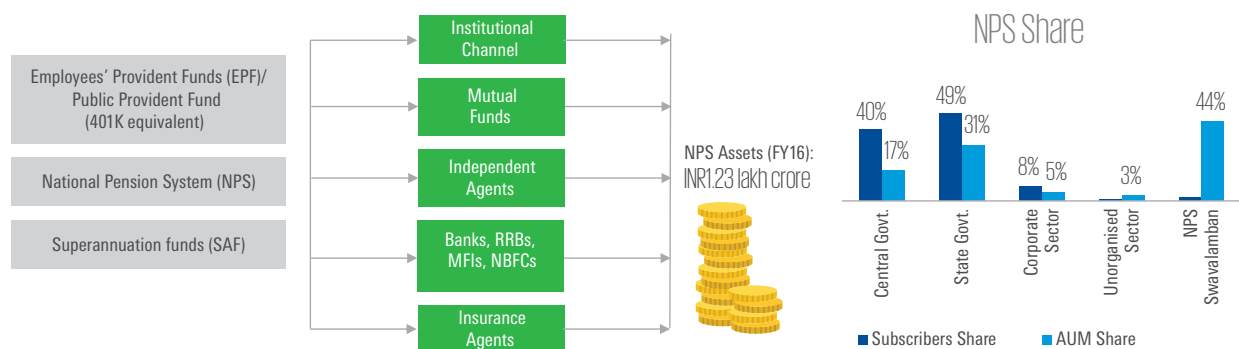 Employees’ Provident Funds (EPF)/
Public Provident Fund
(401K equivalent)
National Pension System (NPS)
Superannuation funds (SAF)
Institutional
Channel
Mutual
Funds
Independent
Agents
Banks, RRBs,
MFIs, NBFCs
Insurance
Agents
NPS Assets (FY16):
INR1.23 lakh crore
NPS Share
40%
17%
49%
31%
8%
5%
3%
44%
Central Govt.
State Govt.
Corporate
Sector
Unorganised
Sector
NPS
Swavalamban
Subscribers Share
AUM Share